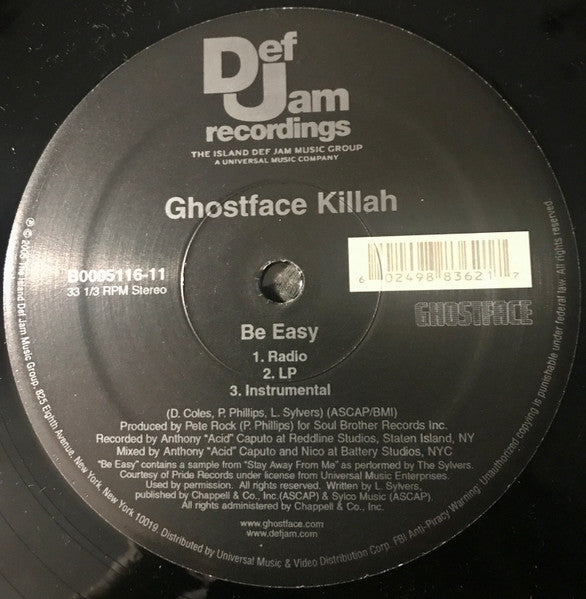 Def
Jam
recordings
THE ISLAND DEF JAM MUSIC GROUP
A UNIVERSAL MUSIC COMPANY
Ghostface Killah
B0005116-11
33 1/3 RPM Stereo
6 02498 83621 7
GHOSTFACE
Be Easy
1. Radio
2. LP
3. Instrumental
(D. Coles, P. Phillips, L. Sylvers) (ASCAP/BMI)
Produced by Pete Rock (P. Phillips) for Soul Brother Records Inc.
Recorded by Anthony "Acid" Caputo at Reddline Studios, Staten Island, NY
Mixed by Anthony "Acid" Caputo and Nico at Battery Studios, NYC
"Be Easy" contains a sample from "Stay Away From Me" as performed by The Sylvers.
Courtesy of Pride Records under license from Universal Music Enterprises.
Used by permission. All rights reserved. Written by L. Sylvers,
published by Chappell & Co., Inc.(ASCAP) & Sylco Music (ASCAP).
All rights administered by Chappell & Co., Inc.
www.ghostface.com
www.defjam.com
℗ © 2005 The Island Def Jam Music Group, 825 Eighth Avenue, New York, New York 10019. Distributed by Universal Music & Video Distribution Corp. FBI Anti-Piracy Warning: Unauthorized copying is punishable under federal law. All rights reserved.